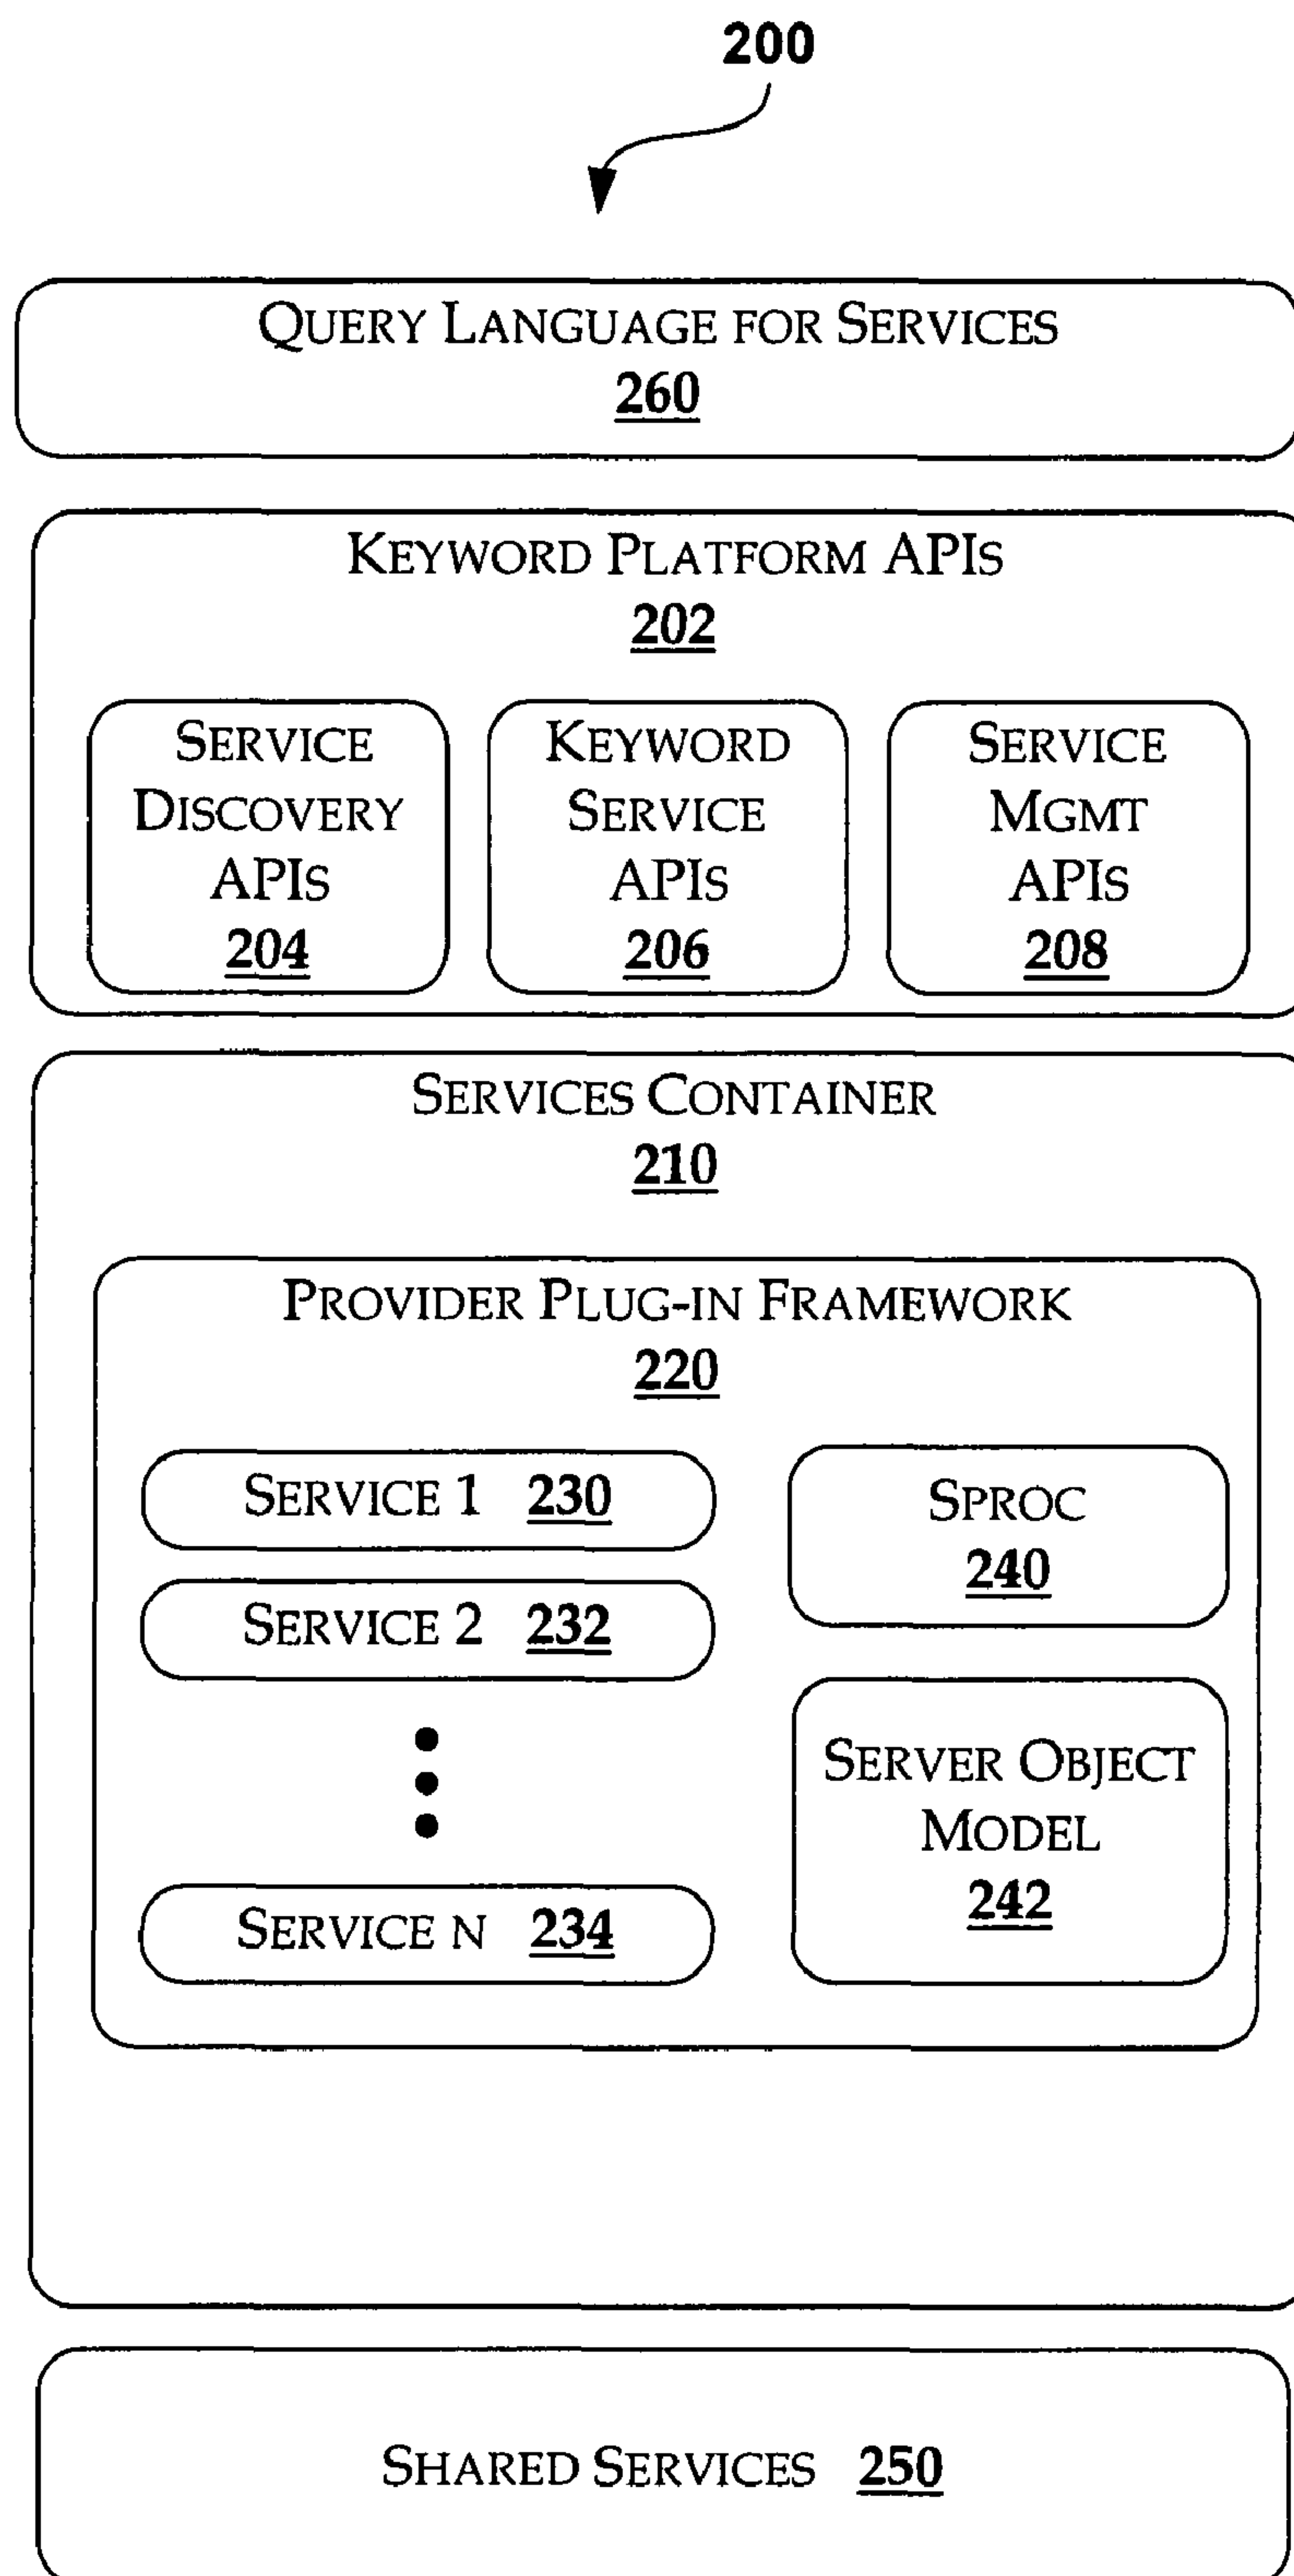 200
QUERY LANGUAGE FOR SERVICES
260
KEYWORD PLATFORM APIS
202
SERVICE
DISCOVERY
APIS
204
KEYWORD
SERVICE
APIS
206
SERVICE
MGMT
APIS
208
SERVICES CONTAINER
210
PROVIDER PLUG-IN FRAMEWORK
220
SERVICE 1 230
SERVICE 2 232
SERVICE N 234
SPROC
240
SERVER OBJECT
MODEL
242
SHARED SERVICES 250